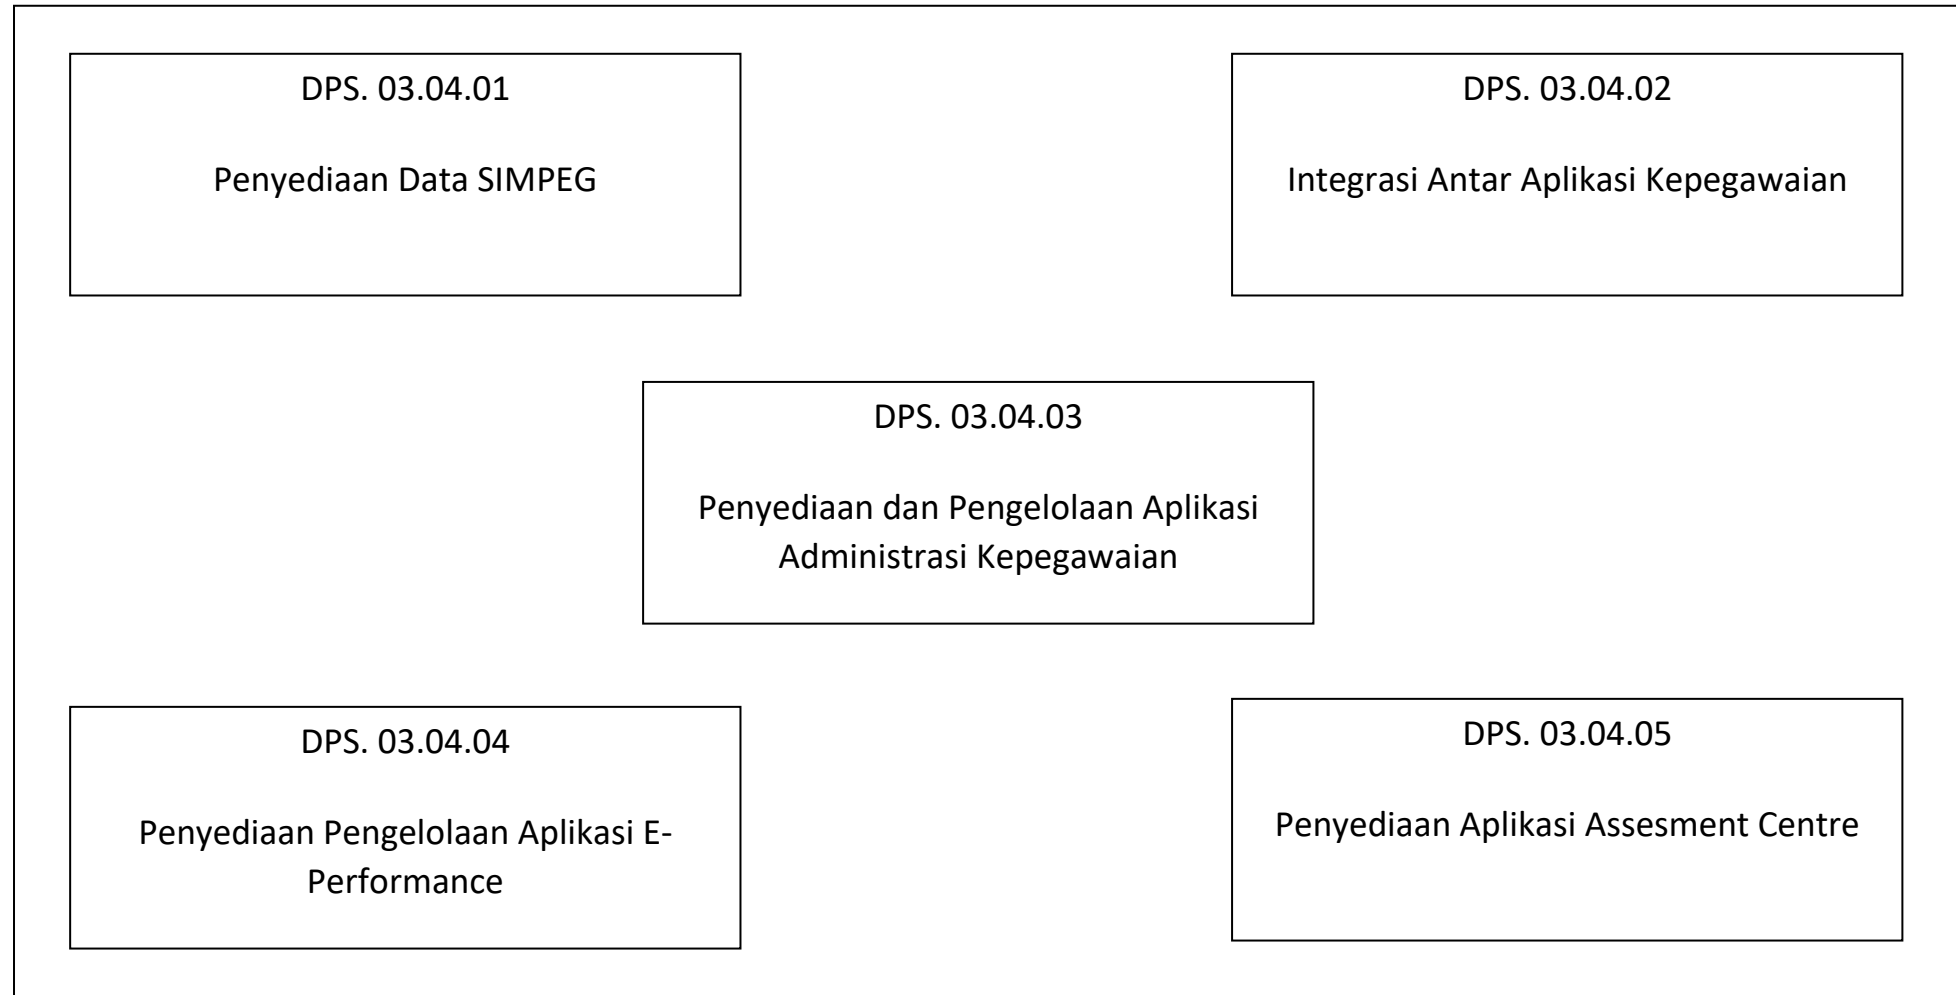 DPS. 03.04.01
Penyediaan Data SIMPEG
DPS. 03.04.02
Integrasi Antar Aplikasi Kepegawaian
DPS. 03.04.03
Penyediaan dan Pengelolaan Aplikasi
Administrasi Kepegawaian
DPS. 03.04.04
Penyediaan Pengelolaan Aplikasi E-
Performance
DPS. 03.04.05
Penyediaan Aplikasi Assesment Centre